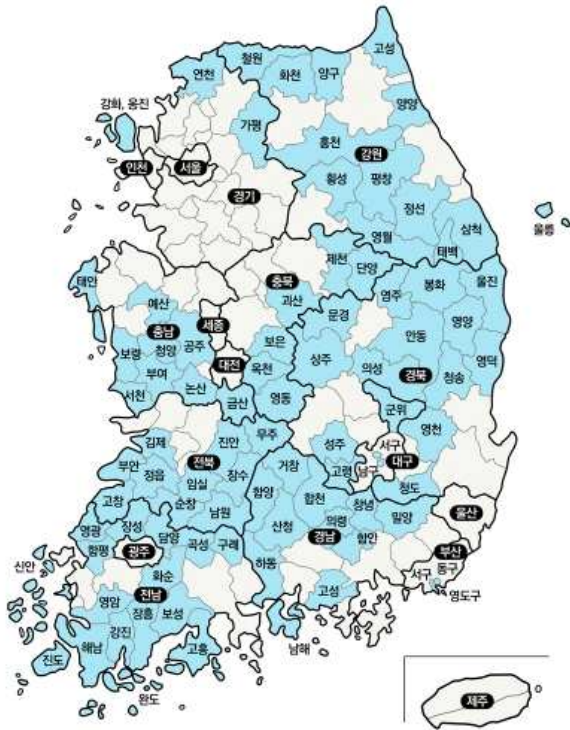 고성
철원
연천
화천
양구
양양
강화, 옹진
가평
홍천
강원
인천
서울
횡성
평창
경기
정선
울릉
삼척
영월
태백
제천
단양
충북
태안
괴산
봉화
울진
영주
예산
문경
세종
충남
영양
안동
보은
청양
공주
보령
대전
상주
의성
경북
영덕
청송
옥천
부여
논산
서천
금산
영동
군위
영천
무주
김제
진안
성주
서구
전북
대구
거창
고령
남구
부안
정읍
장수
함양
청도
임실
합천
고창
순창
남원
창녕
밀양
울산
영광
장성
담양
산청
의령
경남
함안
곡성
구례
부산
신안
함평
광주
하동
서구
동구
화순
고성
영도구
영암
전남
장흥
보성
강진
남해
해남
고흥
진도
완도
제주